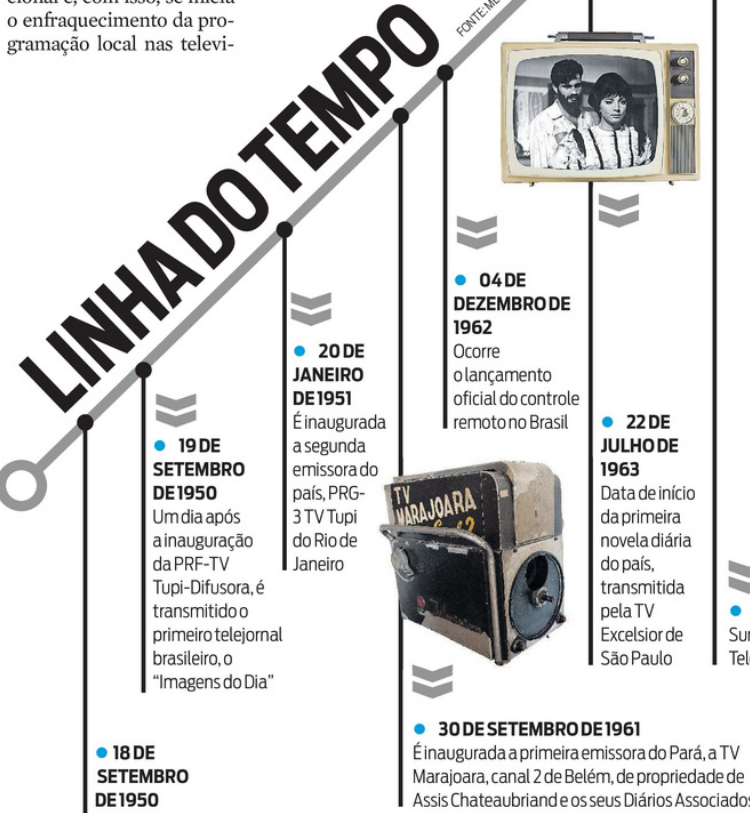 o enfraquecimento da pro-
gramação local nas televi-
LINHA DO TEMPO
18 DE
SETEMBRO
DE 1950
19 DE
SETEMBRO
DE 1950
Um dia após
a inauguração
da PRF-TV
Tupi-Difusora, é
transmitido o
primeiro telejornal
brasileiro, o
“Imagens do Dia”
20 DE
JANEIRO
DE 1951
É inaugurada
a segunda
emissora do
país, PRG-
3 TV Tupi
do Rio de
Janeiro
TV
MARAJOARA
30 DE SETEMBRO DE 1961
É inaugurada a primeira emissora do Pará, a TV
Marajoara, canal 2 de Belém, de propriedade de
Assis Chateaubriand e os seus Diários Associados
04 DE
DEZEMBRO DE
1962
Ocorre
o lançamento
oficial do controle
remoto no Brasil
22 DE
JULHO DE
1963
Data de início
da primeira
novela diária
do país,
transmitida
pela TV
Excelsior de
São Paulo
FONTE: